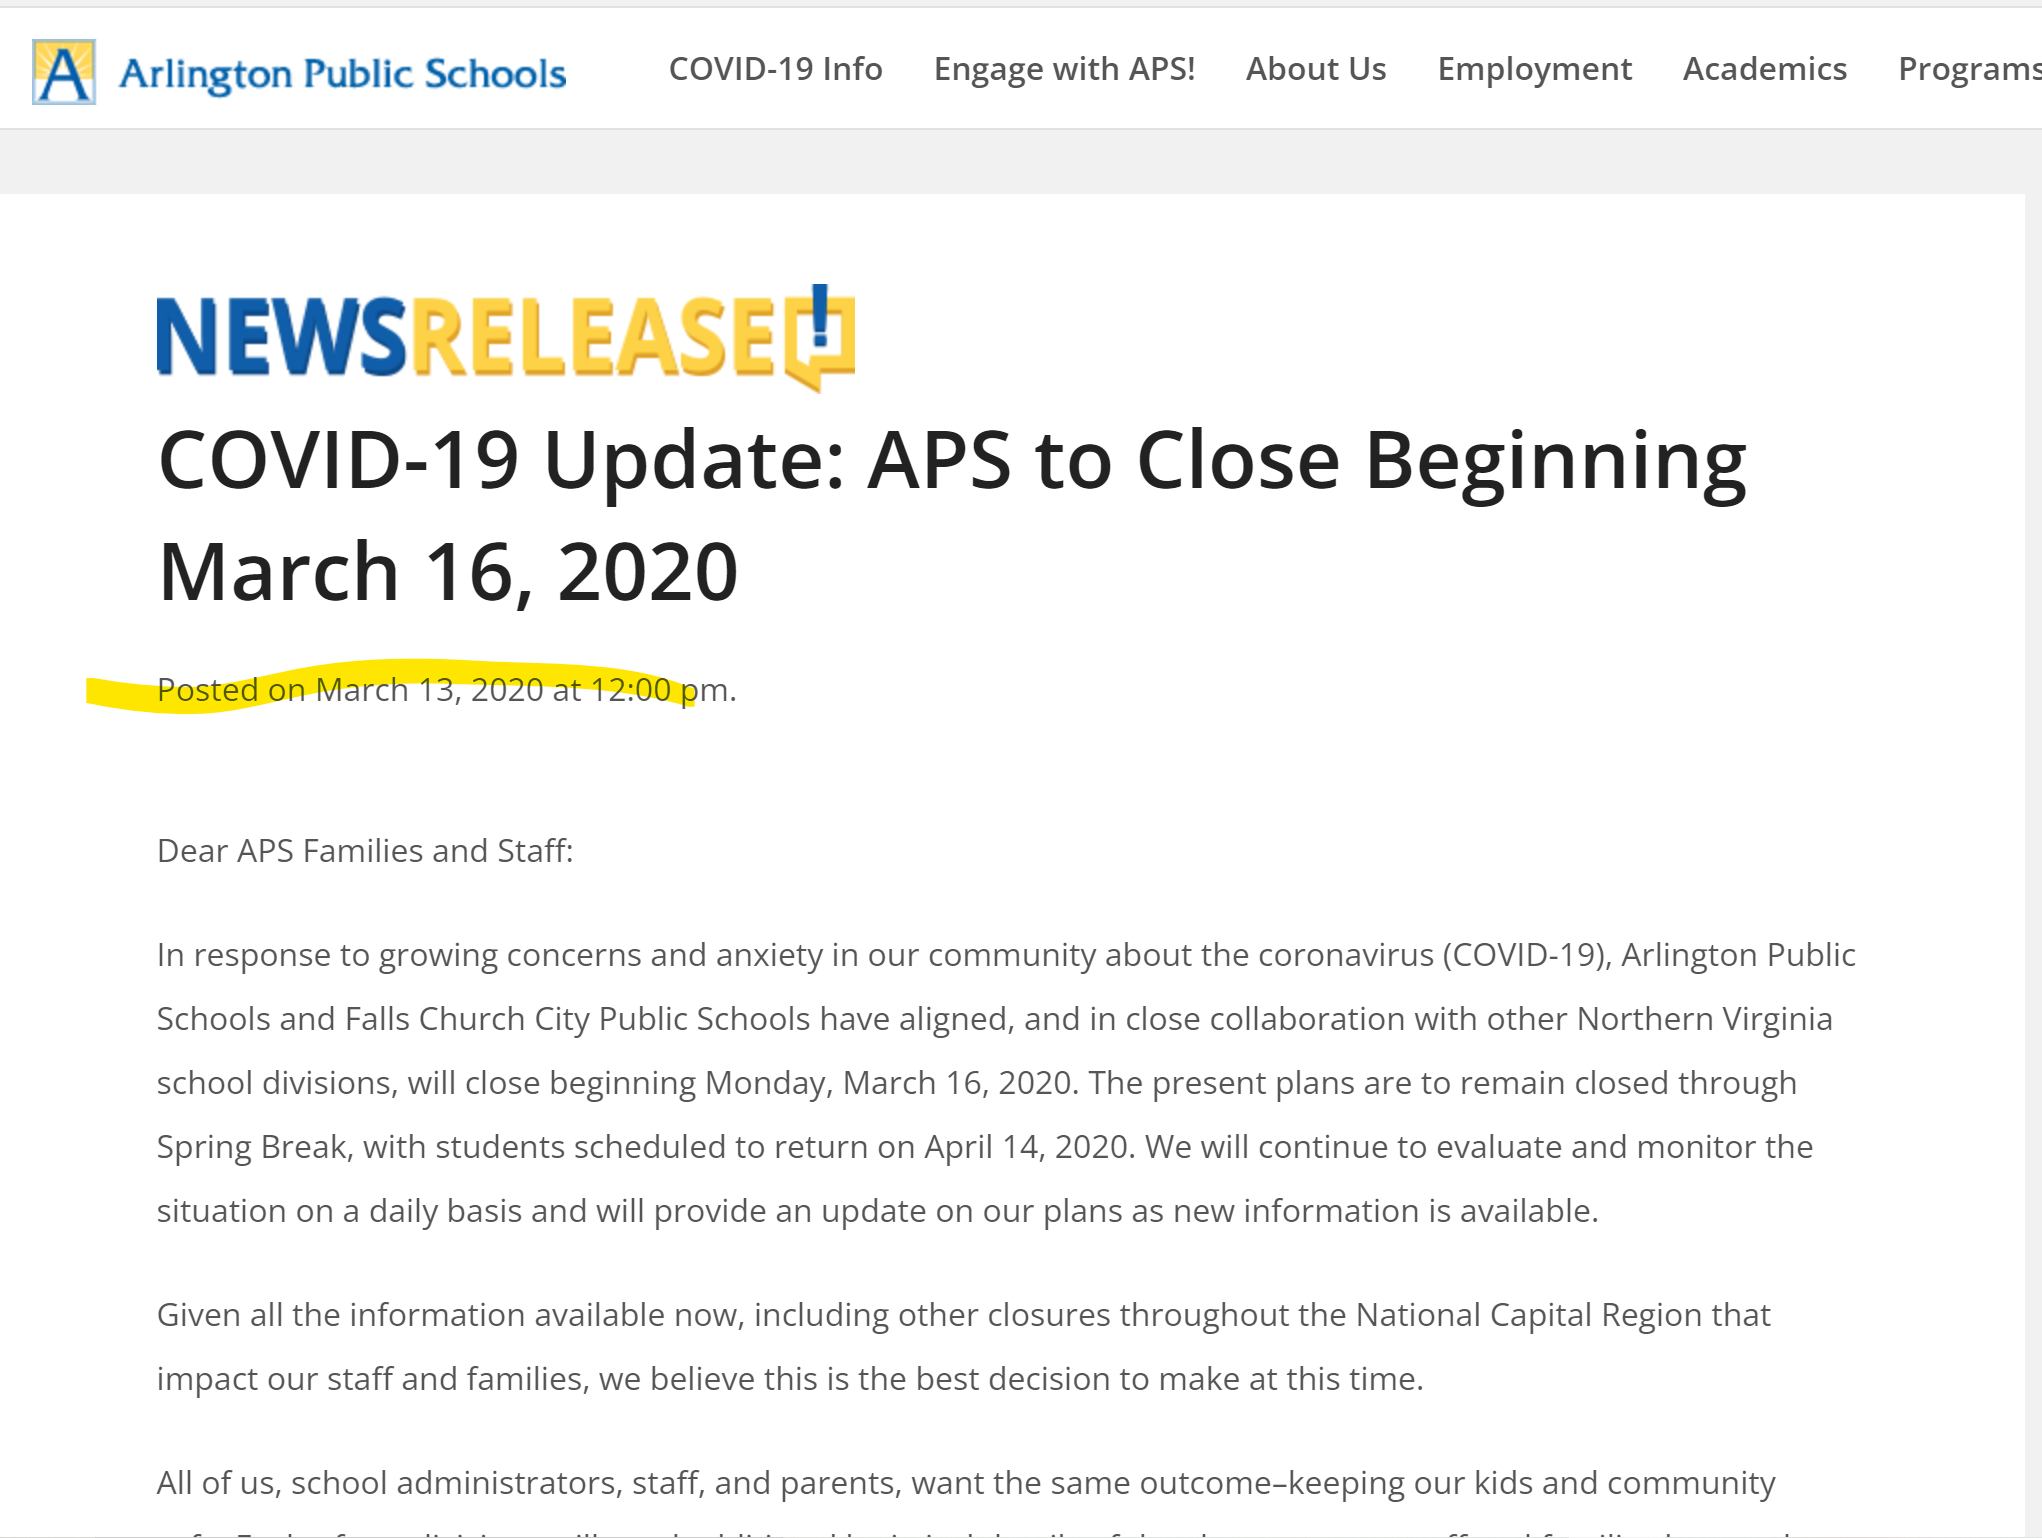 Arlington Public Schools COVID-19 Info Engage with APS! About Us Employment Academics Programs
NEWSRELEASE!
COVID-19 Update: APS to Close Beginning
March 16, 2020
Posted on March 13, 2020 at 12:00 pm.
Dear APS Families and Staff:
In response to growing concerns and anxiety in our community about the coronavirus (COVID-19), Arlington Public
Schools and Falls Church City Public Schools have aligned, and in close collaboration with other Northern Virginia
school divisions, will close beginning Monday, March 16, 2020. The present plans are to remain closed through
Spring Break, with students scheduled to return on April 14, 2020. We will continue to evaluate and monitor the
situation on a daily basis and will provide an update on our plans as new information is available.
Given all the information available now, including other closures throughout the National Capital Region that
impact our staff and families, we believe this is the best decision to make at this time.
All of us, school administrators, staff, and parents, want the same outcome–keeping our kids and community